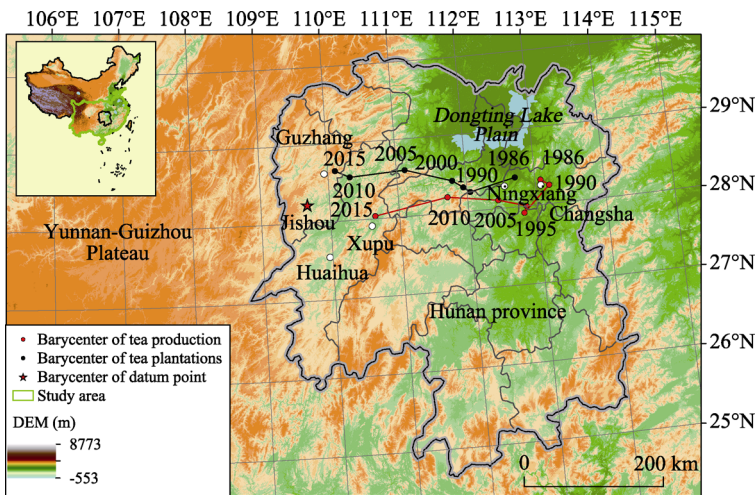 106°E 107°E 108°E 109°E 110°E 111°E 112°E 113°E 114°E 115°E
29°N
Dongting Lake
Plain
Guzhang
2015
2005
2000
1986
1986
1990
1990
28°N
2010
Ningxiang
2015
Jishou
2010
2005
Changsha
1995
Yunnan-Guizhou
Plateau
Xupu
Huaihua
27°N
Hunan province
26°N
25°N
Barycenter of tea production
Barycenter of tea plantations
Barycenter of datum point
Study area
DEM (m)
8773
-553
0 200 km